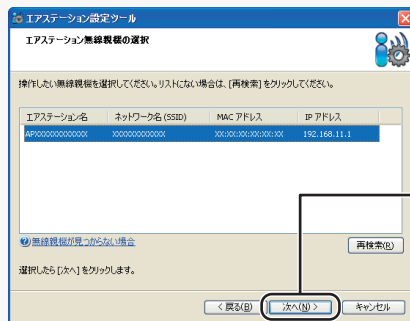 エアステーション設定ツール
エアステーション無線親機の選択
操作したい無線親機を選択してください。リストにない場合は、[再検索]をクリックしてください。
エアステーション名 ネットワーク名(SSID) MAC アドレス IP アドレス
APXXXXXXXXXXXX XXXXXXXXXXXX XX:XX:XX:XX:XX:XX 192.168.11.1
無線親機が見つからない場合
再検索(R)
選択したら[次へ]をクリックします。
< 戻る(B) 次へ(N) > キャンセル